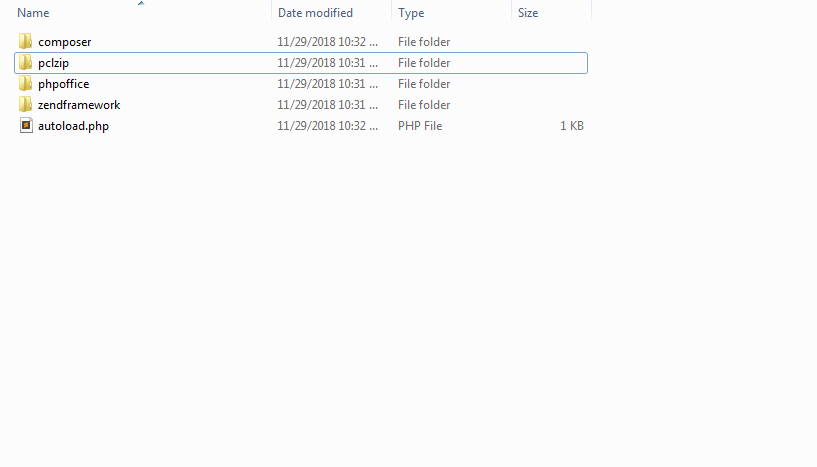 Name Date modified Type Size
composer 11/29/2018 10:32 ... File folder
pclzip 11/29/2018 10:31 ... File folder
phpoffice 11/29/2018 10:31 ... File folder
zendframework 11/29/2018 10:31 ... File folder
autoload.php 11/29/2018 10:32 ... PHP File 1 KB